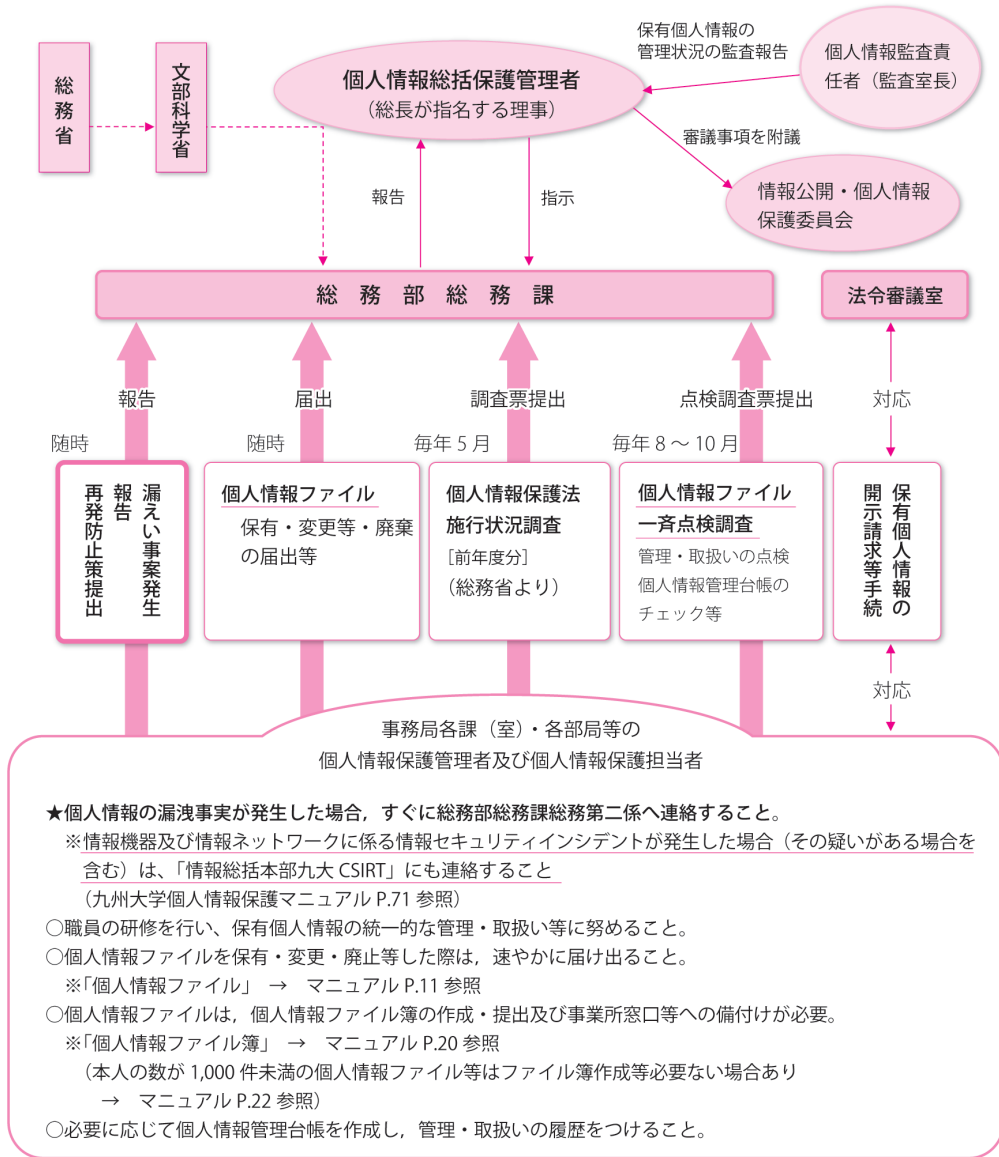 総務省
文部科学省
個人情報総括保護管理者
（総長が指名する理事）
保有個人情報の
管理状況の監査報告
個人情報監査責
任者（監査室長）
審議事項を附議
情報公開・個人情報
保護委員会
報告
指示
総務部総務課
法令審議室
報告
届出
調査票提出
点検調査票提出
対応
随時
随時
毎年 5 月
毎年 8 ～ 10 月
漏えい事案発生
報告
再発防止策提出
個人情報ファイル
保有・変更等・廃棄
の届出等
個人情報保護法
施行状況調査
［前年度分］
（総務省より）
個人情報ファイル
一斉点検調査
管理・取扱いの点検
個人情報管理台帳の
チェック等
保有個人情報の
開示請求等手続
対応
事務局各課（室）・各部局等の
個人情報保護管理者及び個人情報保護担当者
★個人情報の漏洩事実が発生した場合，すぐに総務部総務課総務第二係へ連絡すること。
※情報機器及び情報ネットワークに係る情報セキュリティインシデントが発生した場合（その疑いがある場合を
含む）は、「情報総括本部九大 CSIRT」にも連絡すること
（九州大学個人情報保護マニュアル P.71 参照）
○職員の研修を行い、保有個人情報の統一的な管理・取扱い等に努めること。
○個人情報ファイルを保有・変更・廃止等した際は，速やかに届け出ること。
※「個人情報ファイル」 → マニュアル P.11 参照
○個人情報ファイルは，個人情報ファイル簿の作成・提出及び事業所窓口等への備付けが必要。
※「個人情報ファイル簿」 → マニュアル P.20 参照
（本人の数が 1,000 件未満の個人情報ファイル等はファイル簿作成等必要ない場合あり
→ マニュアル P.22 参照）
○必要に応じて個人情報管理台帳を作成し，管理・取扱いの履歴をつけること。